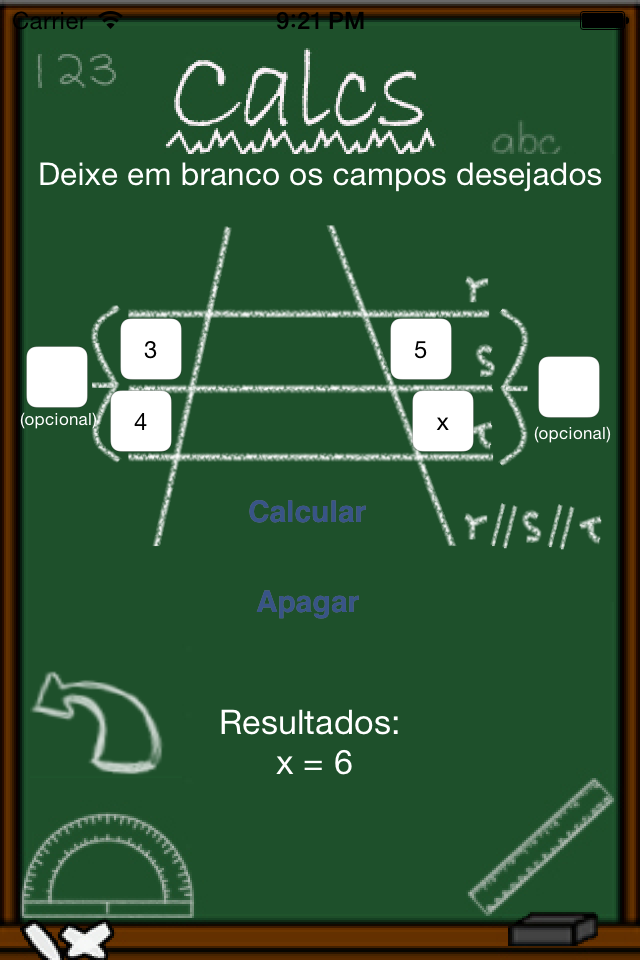 Carrier 9:21 PM
123
Calcs
abc
Deixe em branco os campos desejados
r
3 5
s
(opcional)
(opcional)
4 x
t
Calcular
r//s//t
Apagar
Resultados:
x = 6